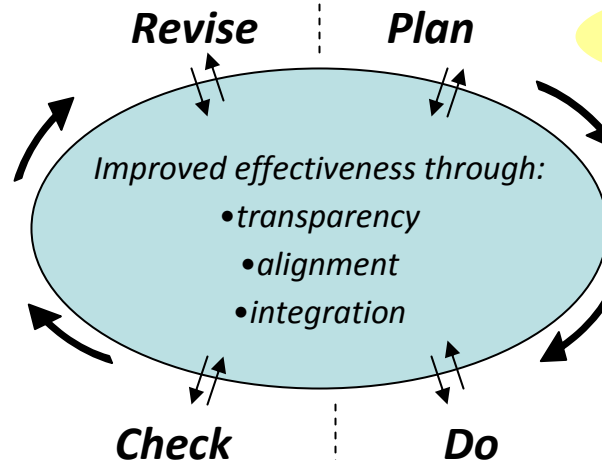 Revise Plan
Improved effectiveness through:
•transparency
•alignment
•integration
Check Do